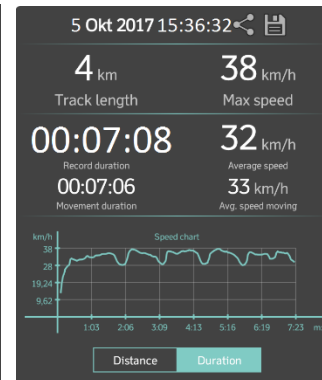 5 Okt 2017 15:36:32
4 km
38 km/h
Track length
Max speed
00:07:08
32 km/h
Record duration
Average speed
00:07:06
33 km/h
Movement duration
Avg. speed moving
km/h
Speed chart
38
28
19,24
9,62
1:03 2:06 3:09 4:13 5:16 6:19 7:23 m:
Distance
Duration